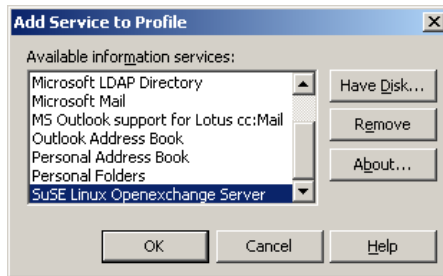 Add Service to Profile
Available information services:
Microsoft LDAP Directory
Microsoft Mail
MS Outlook support for Lotus cc:Mail
Outlook Address Book
Personal Address Book
Personal Folders
SuSE Linux Openexchange Server
Have Disk...
Remove
About...
OK
Cancel
Help